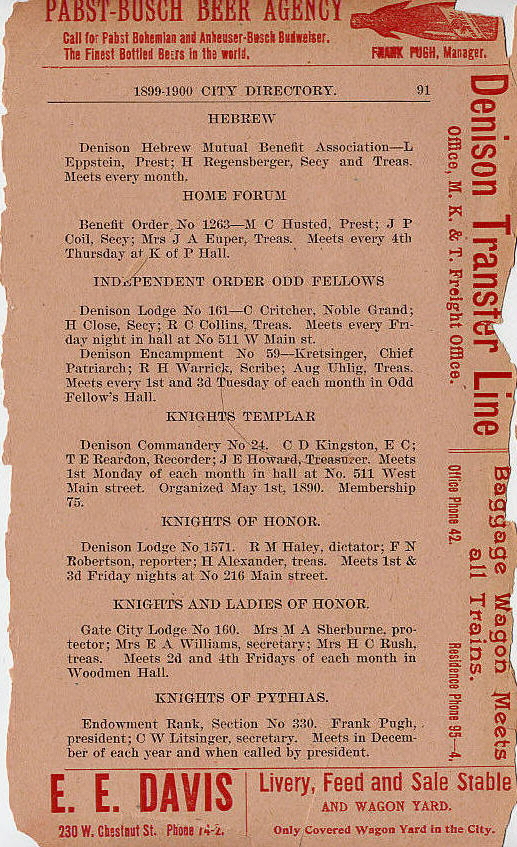 PABST-BUSCH BEER AGENCY
Call for Pabst Bohemian and Anheuser-Busch Budweiser.
The Finest Bottled Beers in the world.
FRANK PUGH, Manager.
1899-1900 CITY DIRECTORY. 91
HEBREW
Denison Hebrew Mutual Benefit Association—L
Eppstein, Prest; H Regensberger, Secy and Treas.
Meets every month.
HOME FORUM
Benefit Order No 1263—M C Husted, Prest; J P
Coil, Secy; Mrs J A Euper, Treas. Meets every 4th
Thursday at K of P Hall.
INDEPENDENT ORDER ODD FELLOWS
Denison Lodge No 161—C Critcher, Noble Grand;
H Close, Secy; R C Collins, Treas. Meets every Fri-
day night in hall at No 511 W Main st.
Denison Encampment No 59—Kretsinger, Chief
Patriarch; R H Warrick, Scribe; Aug Uhlig, Treas.
Meets every 1st and 3d Tuesday of each month in Odd
Fellow's Hall.
KNIGHTS TEMPLAR
Denison Commandery No 24. C D Kingston, E C;
T E Reardon, Recorder; J E Howard, Treasurer. Meets
1st Monday of each month in hall at No. 511 West
Main street. Organized May 1st, 1890. Membership
75.
KNIGHTS OF HONOR.
Denison Lodge No 1571. R M Haley, dictator; F N
Robertson, reporter; H Alexander, treas. Meets 1st &
3d Friday nights at No 216 Main street.
KNIGHTS AND LADIES OF HONOR.
Gate City Lodge No 160. Mrs M A Sherburne, pro-
tector; Mrs E A Williams, secretary; Mrs H C Rush,
treas. Meets 2d and 4th Fridays of each month in
Woodmen Hall.
KNIGHTS OF PYTHIAS.
Endowment Rank, Section No 330. Frank Pugh,
president; C W Litsinger, secretary. Meets in Decem-
ber of each year and when called by president.
Denison Transfer Line
Office, M. K. & T. Freight Office.
Baggage Wagon Meets
all Trains.
Office Phone 42. Residence Phone 95-4.
E. E. DAVIS
230 W. Chestnut St. Phone 74-2.
Livery, Feed and Sale Stable
AND WAGON YARD.
Only Covered Wagon Yard in the City.